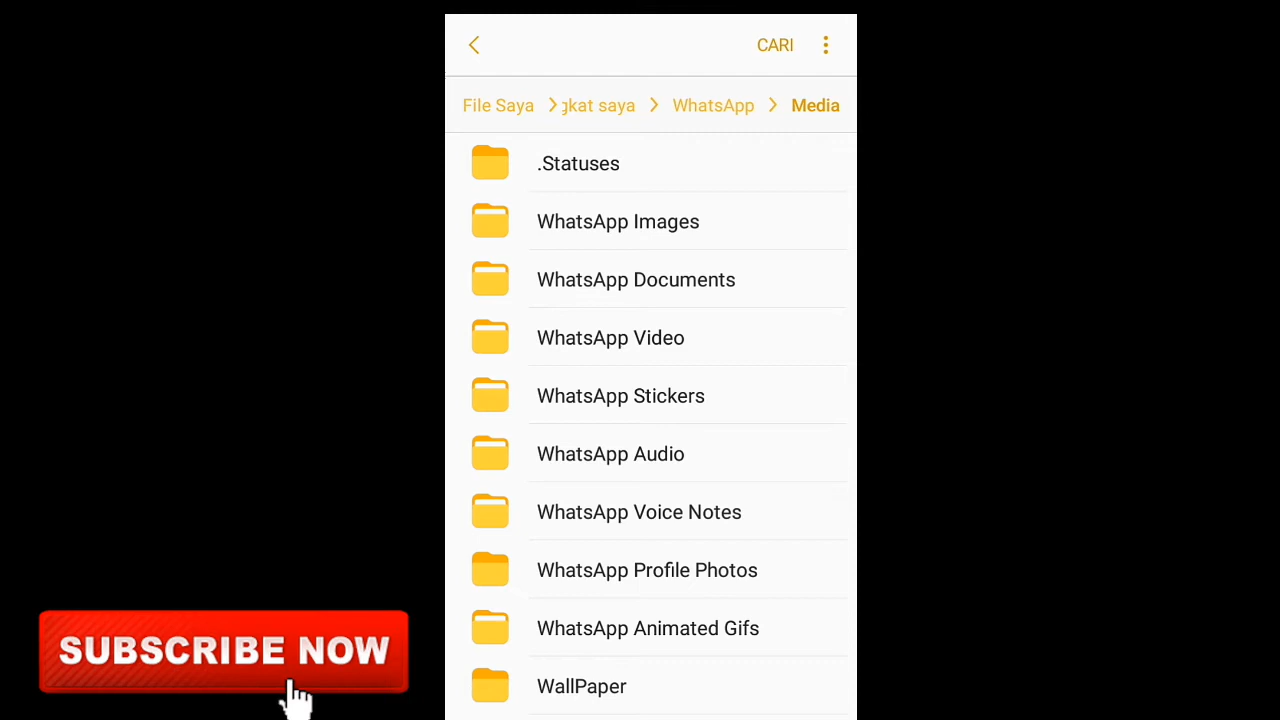 CARI
File Saya gkat saya WhatsApp Media
.Statuses
WhatsApp Images
WhatsApp Documents
WhatsApp Video
WhatsApp Stickers
WhatsApp Audio
WhatsApp Voice Notes
WhatsApp Profile Photos
WhatsApp Animated Gifs
WallPaper
SUBSCRIBE NOW